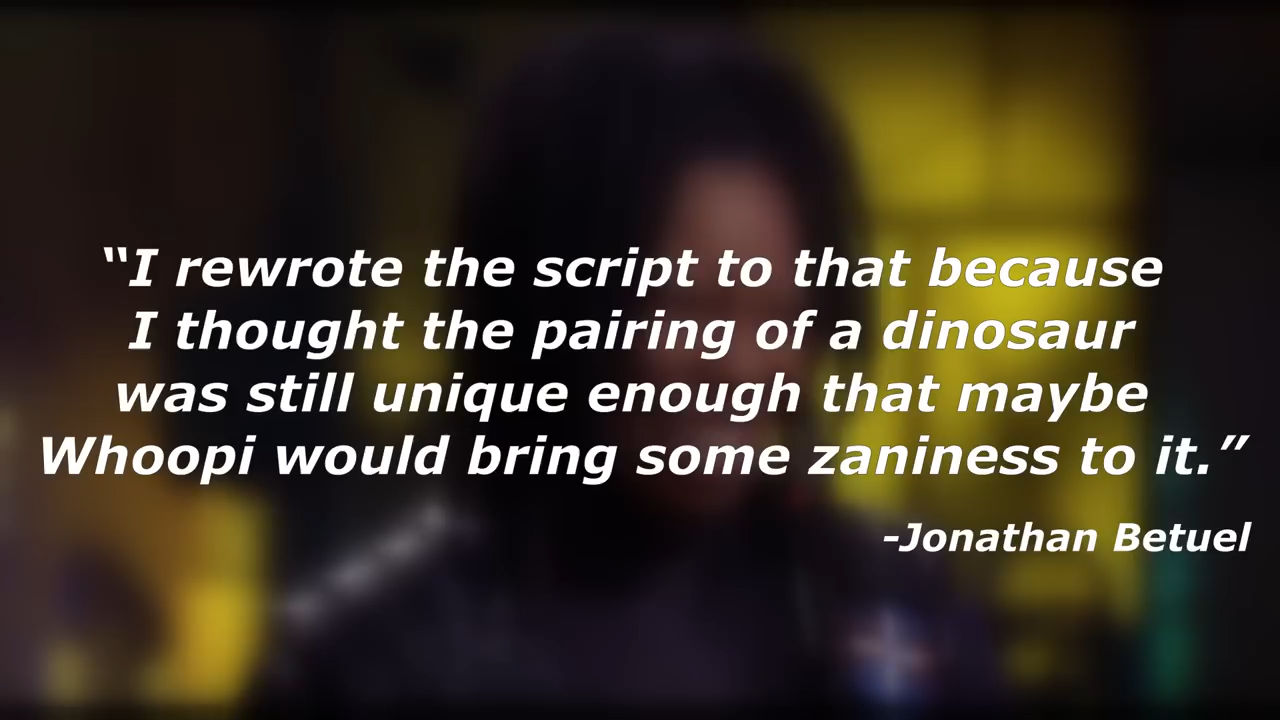 “I rewrote the script to that because
I thought the pairing of a dinosaur
was still unique enough that maybe
Whoopi would bring some zaniness to it.”
-Jonathan Betuel